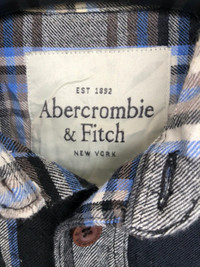 EST 1892
Abercrombie
& Fitch
NEW YORK